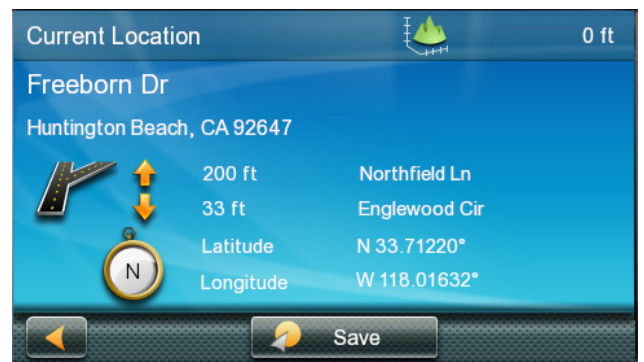 Current Location 0 ft
Freeborn Dr
Huntington Beach, CA 92647
200 ft Northfield Ln
33 ft Englewood Cir
Latitude N 33.71220°
N
Longitude W 118.01632°
Save